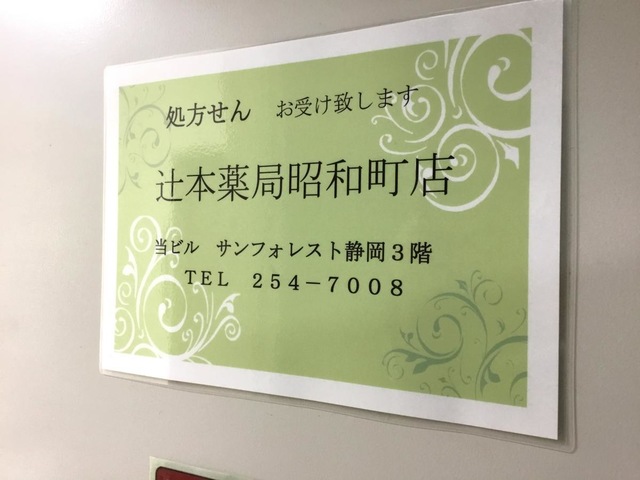 処方せん　お受け致します
辻本薬局昭和町店
当ビル　サンフォレスト静岡３階
ＴＥＬ　２５４－７００８